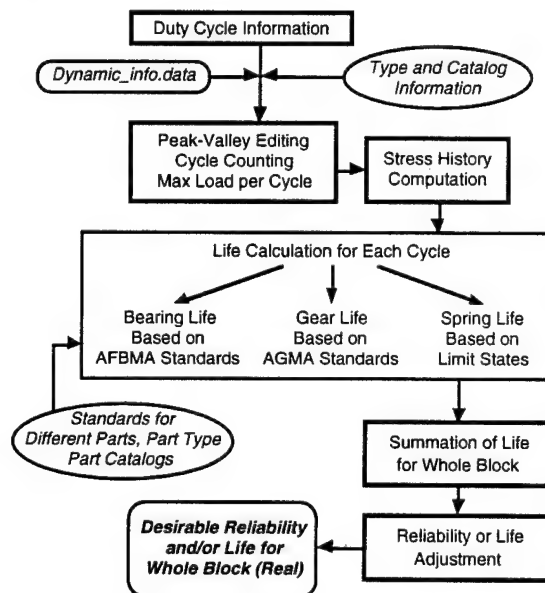 Duty Cycle Information
Dynamic_info.data
Type and Catalog
Information
Peak-Valley Editing
Cycle Counting
Max Load per Cycle
Stress History
Computation
Life Calculation for Each Cycle
Bearing Life
Based on
AFBMA Standards
Gear Life
Based on
AGMA Standards
Spring Life
Based on
Limit States
Standards for
Different Parts, Part Type
Part Catalogs
Summation of Life
for Whole Block
Desirable Reliability
and/or Life for
Whole Block (Real)
Reliability or Life
Adjustment